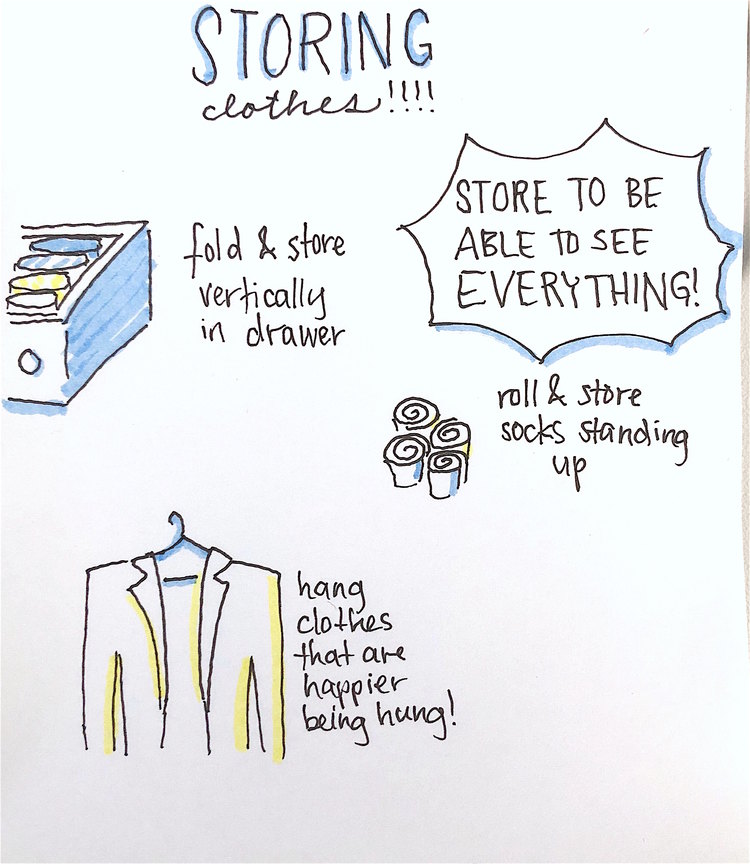 STORING
clothes!!!!
STORE TO BE
ABLE TO SEE
EVERYTHING!
fold & store
vertically
in drawer
roll & store
socks standing
up
hang
clothes
that are
happier
being hung!